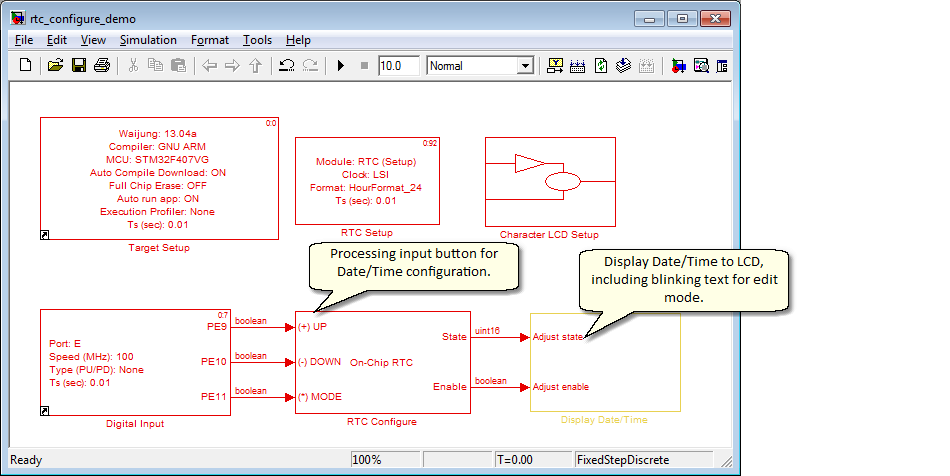 rtc_configure_demo
File Edit View Simulation Format Tools Help
10.0 Normal
0:0
Waijung: 13.04a
Compiler: GNU ARM
MCU: STM32F407VG
Auto Compile Download: ON
Full Chip Erase: OFF
Auto run app: ON
Execution Profiler: None
Ts (sec): 0.01
Target Setup
0:92
Module: RTC (Setup)
Clock: LSI
Format: HourFormat_24
Ts (sec): 0.01
RTC Setup
Character LCD Setup
Processing input button for
Date/Time configuration.
Display Date/Time to LCD,
including blinking text for edit
mode.
0:7
Port: E
Speed (MHz): 100
Type (PU/PD): None
Ts (sec): 0.01
PE9
PE10
PE11
Digital Input
boolean
boolean
boolean
(+) UP
(-) DOWN
(*) MODE
On-Chip RTC
State
Enable
RTC Configure
uint16
boolean
Adjust state
Adjust enable
Display Date/Time
Ready 100% T=0.00 FixedStepDiscrete